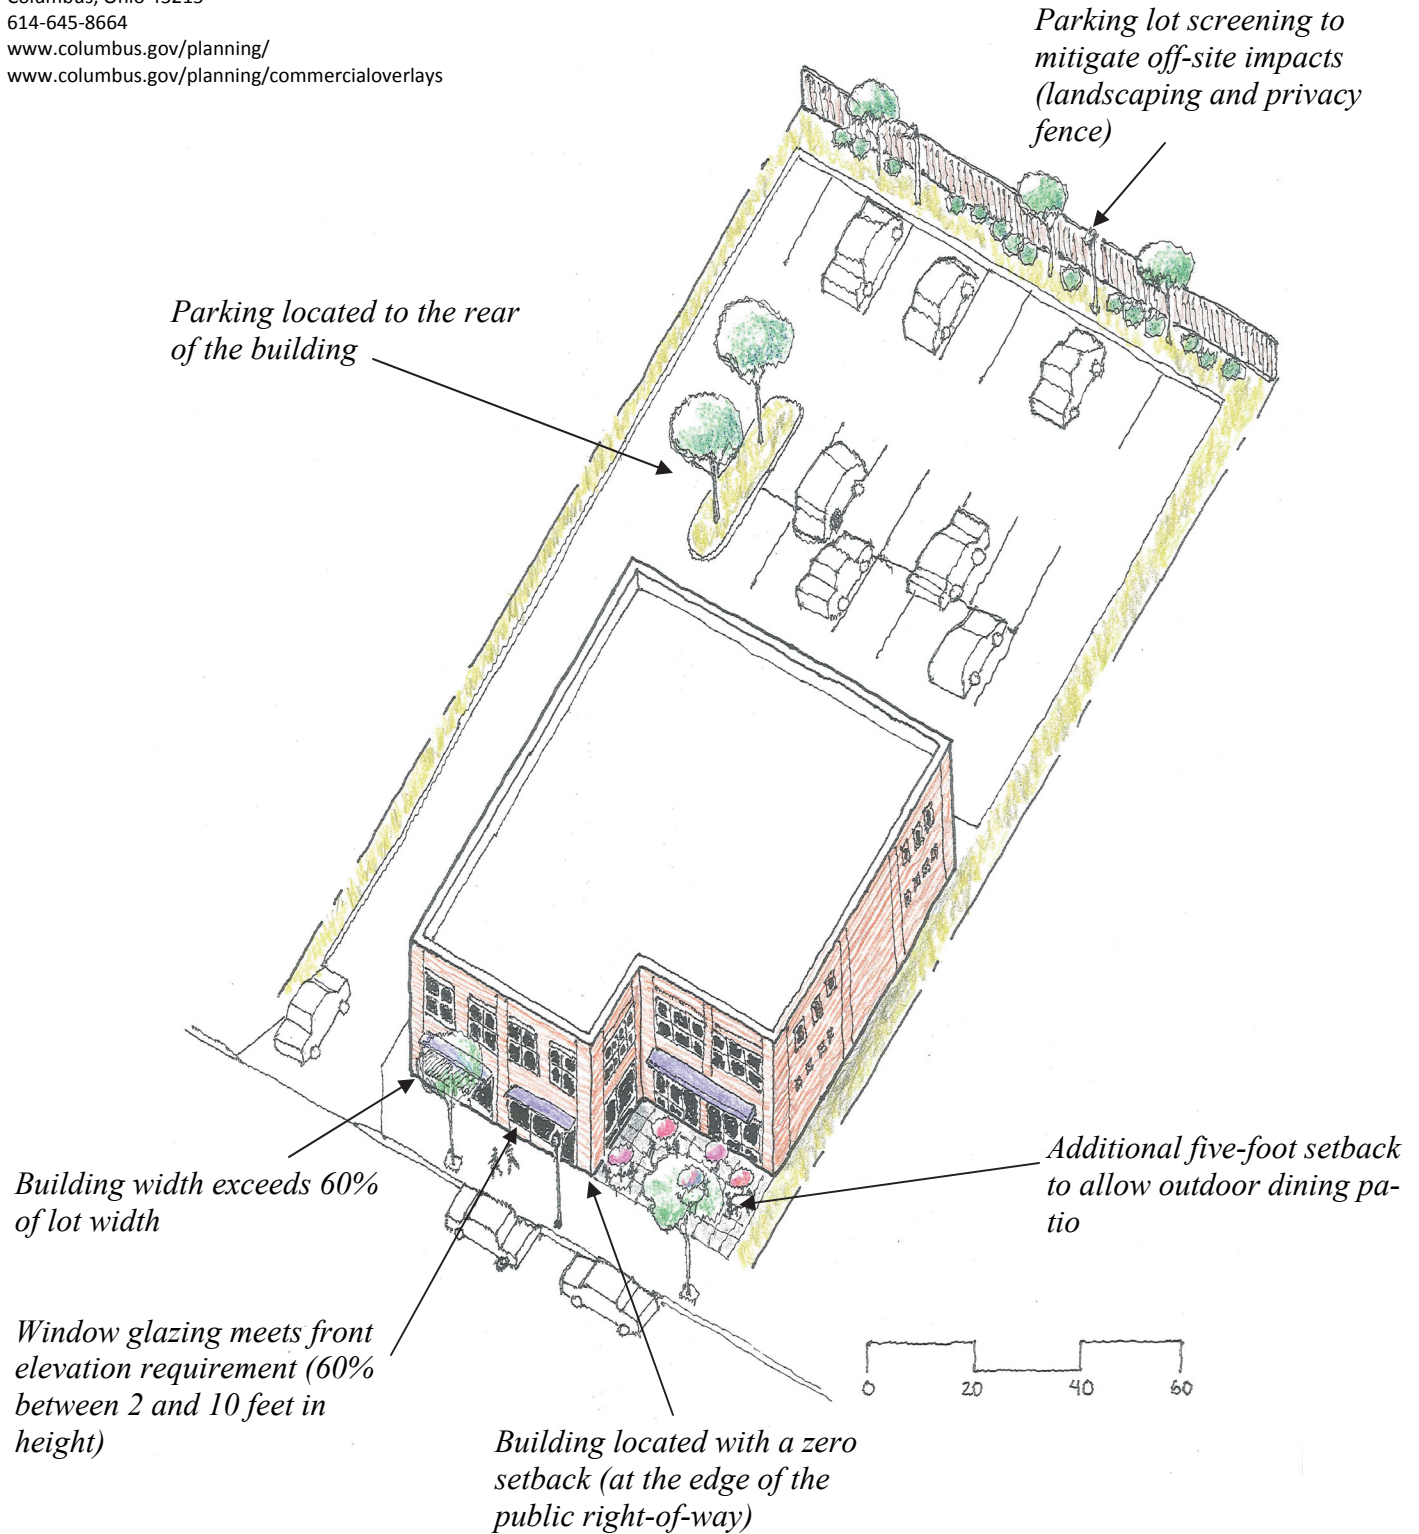 614-645-8664
www.columbus.gov/planning/
www.columbus.gov/planning/commercialoverlays
Parking lot screening to
mitigate off-site impacts
(landscaping and privacy
fence)
Parking located to the rear
of the building
Building width exceeds 60%
of lot width
Additional five-foot setback
to allow outdoor dining pa-
tio
Window glazing meets front
elevation requirement (60%
between 2 and 10 feet in
height)
0 20 40 60
Building located with a zero
setback (at the edge of the
public right-of-way)